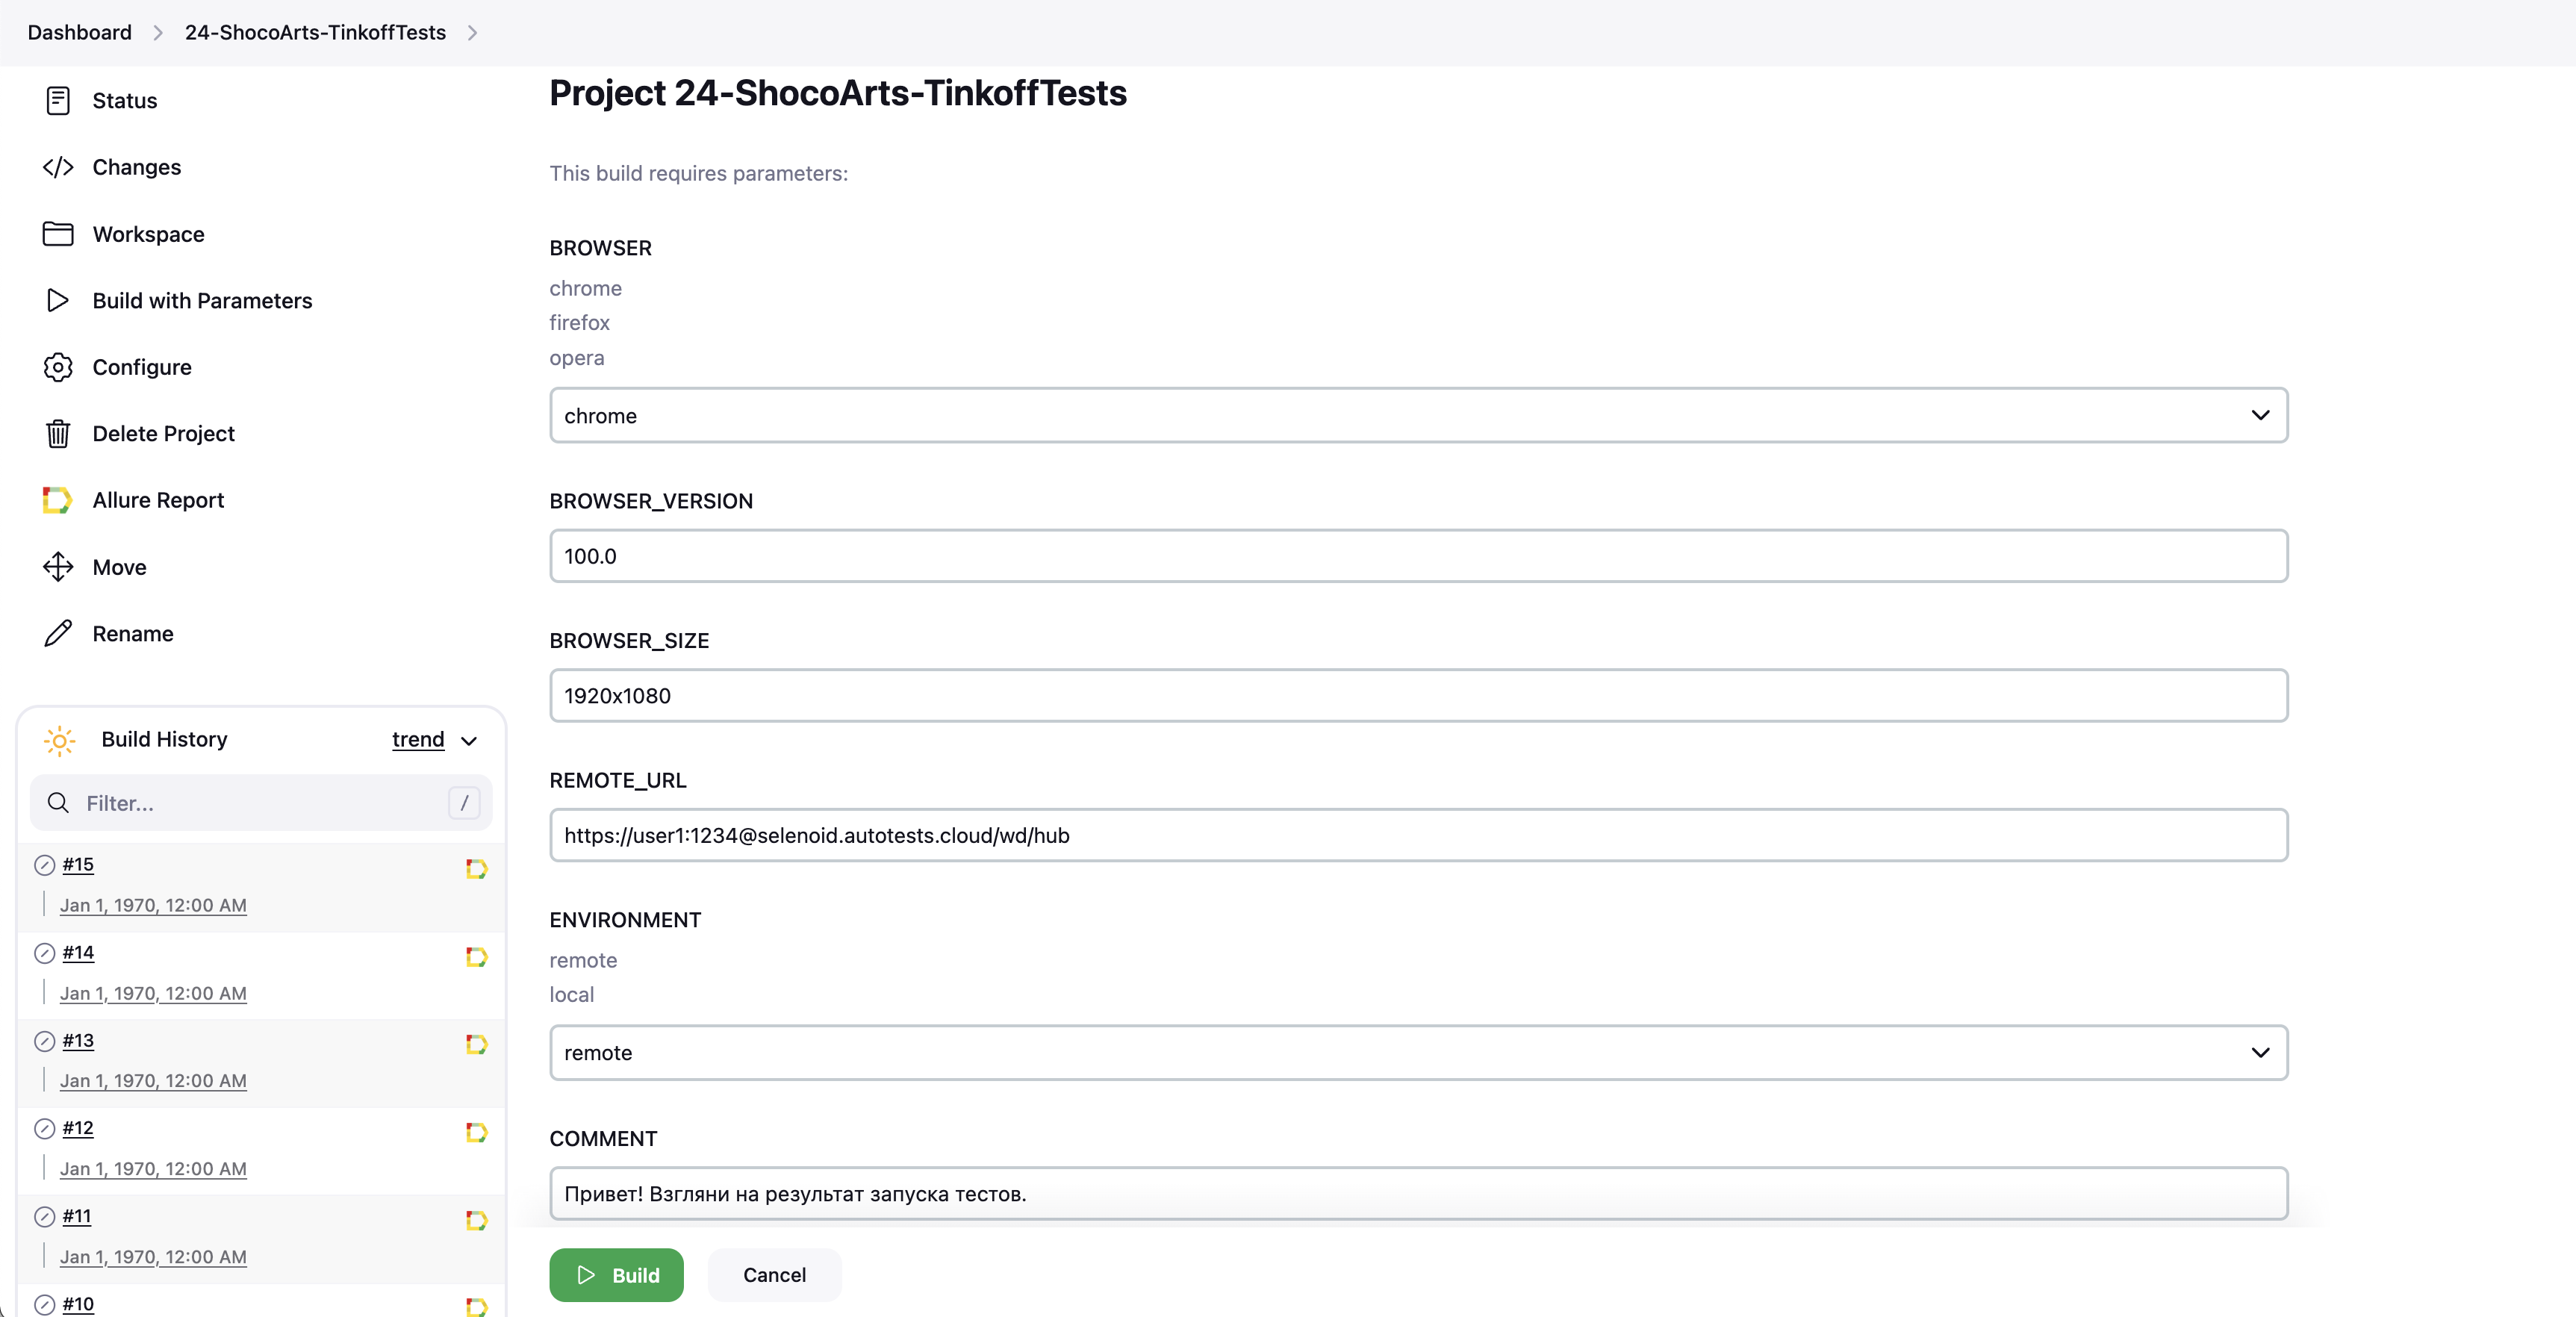 Dashboard
24-ShocoArts-TinkoffTests
Status
Changes
Workspace
Build with Parameters
Configure
Delete Project
Allure Report
Move
Rename
Build History
trend
Filter...
/
#15
Jan 1, 1970, 12:00 AM
#14
Jan 1, 1970, 12:00 AM
#13
Jan 1, 1970, 12:00 AM
#12
Jan 1, 1970, 12:00 AM
#11
Jan 1, 1970, 12:00 AM
#10
Project 24-ShocoArts-TinkoffTests
This build requires parameters:
BROWSER
chrome
firefox
opera
chrome
BROWSER_VERSION
100.0
BROWSER_SIZE
1920x1080
REMOTE_URL
https://user1:1234@selenoid.autotests.cloud/wd/hub
ENVIRONMENT
remote
local
remote
COMMENT
Привет! Взгляни на результат запуска тестов.
Build
Cancel